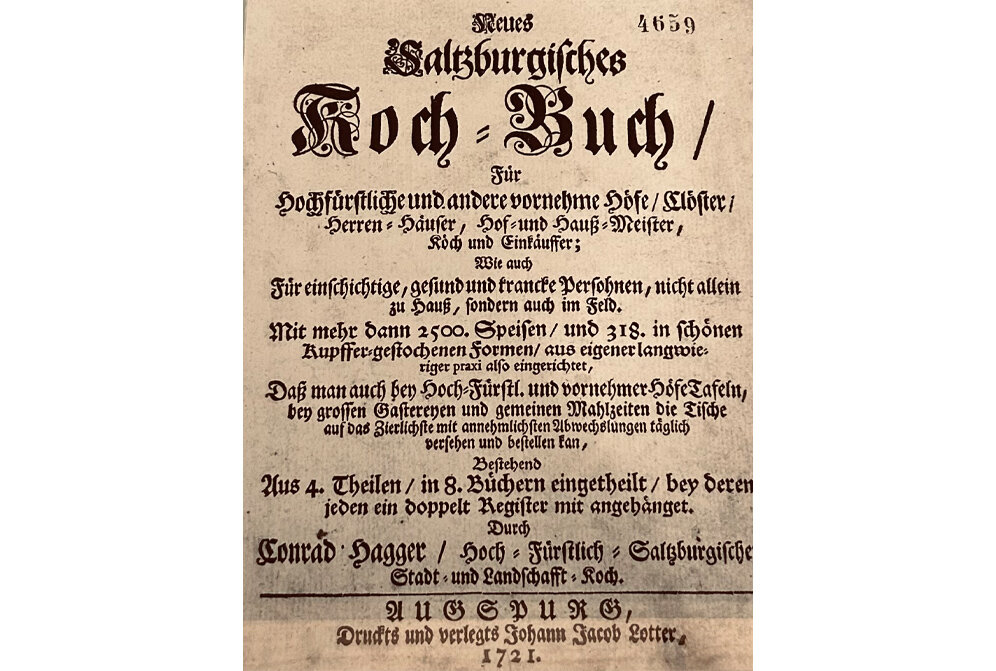 Neues 4659
Saltzburgisches
Koch-Buch/
Für
Hochfürstliche und andere vornehme Höfe/ Clöster/
Herren-Häuser, Hof-und Hauß-Meister,
Köch und Einkäuffer;
Wie auch
Für einschichtige, gesund und krancke Persohnen, nicht allein
zu Hauß, sondern auch im Feld.
Mit mehr dann 2500. Speisen/ und 318. in schönen
Kupffer-gestochenen Formen/ aus eigener langwie-
riger praxi also eingerichtet,
Daß man auch bey Hoch-Fürstl. und vornehmer Höfe Tafeln,
bey grossen Gastereyen und gemeinen Mahlzeiten die Tische
auf das Zierlichste mit annehmlichsten Abwechslungen täglich
versehen und bestellen kan,
Bestehend
Aus 4. Theilen/ in 8. Büchern eingetheilt/ bey deren
jeden ein doppelt Register mit angehänget.
Durch
Conrad Hagger/ Hoch-Fürstlich-Saltzburgische
Stadt-und Landschafft-Koch.
AUGSPURG,
Druckts und verlegts Johann Jacob Lotter,
1721.